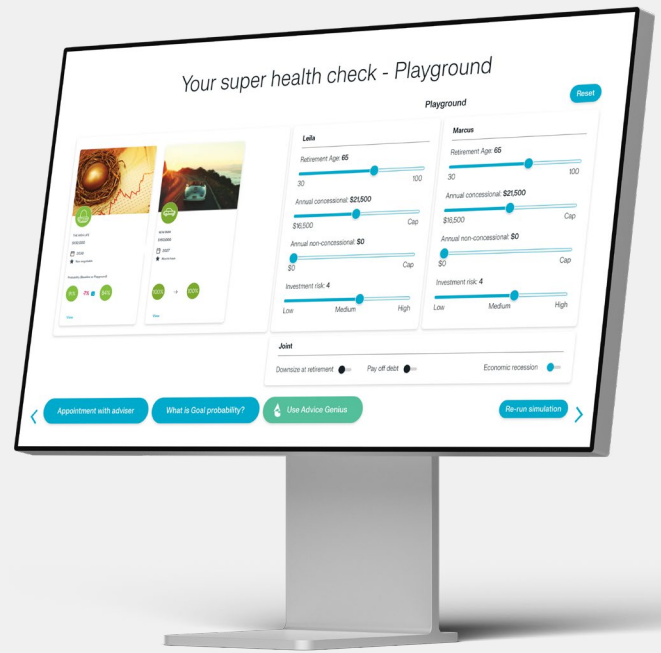 Your super health check - Playground
Playground
Reset
Leila
Retirement Age: 65
30
100
Annual concessional: $21,500
$16,500
Cap
Annual non-concessional: $0
$0
Cap
Investment risk: 4
Low
Medium
High
Marcus
Retirement Age: 65
30
100
Annual concessional: $21,500
$16,500
Cap
Annual non-concessional: $0
$0
Cap
Investment risk: 4
Low
Medium
High
100%
100%
Joint
Downsize at retirement
Pay off debt
Economic recession
Appointment with adviser
What is Goal probability?
Use Advice Genius
Re-run simulation